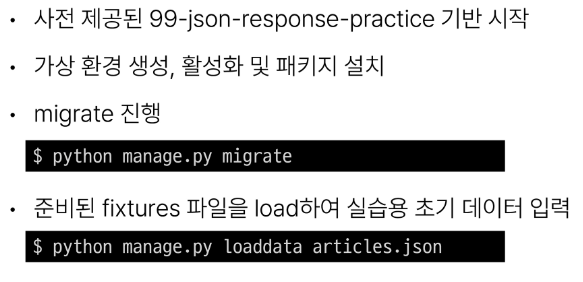 • 사전 제공된 99-json-response-practice 기반 시작
• 가상 환경 생성, 활성화 및 패키지 설치
• migrate 진행
$ python manage.py migrate
• 준비된 fixtures 파일을 load하여 실습용 초기 데이터 입력
$ python manage.py loaddata articles.json